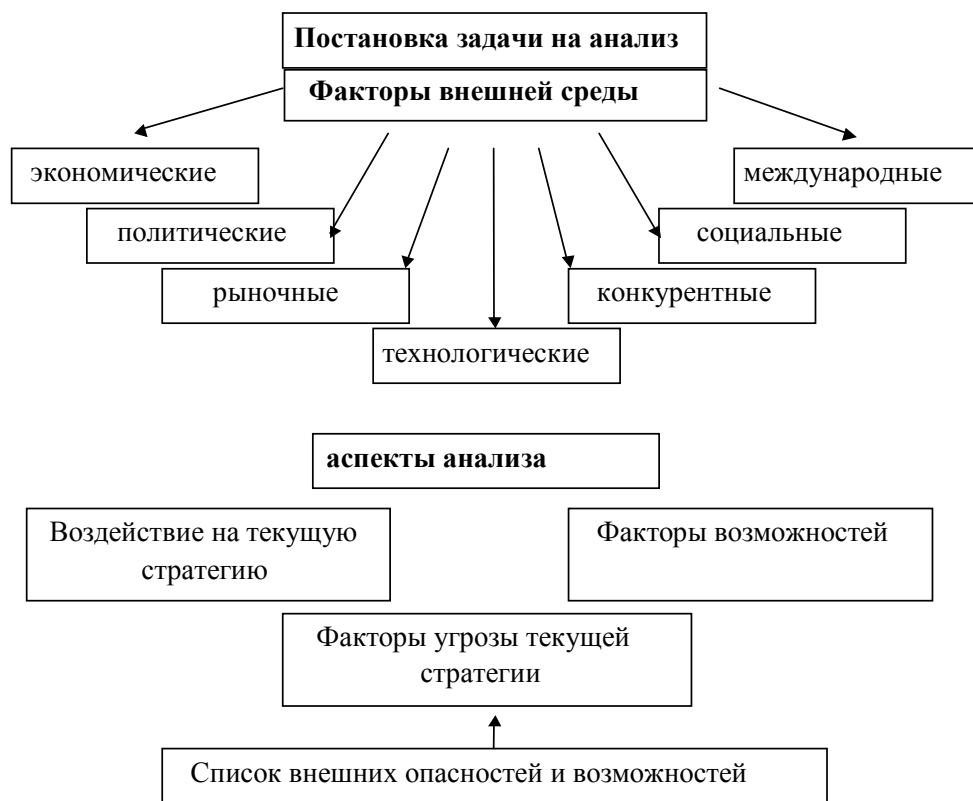 Постановка задачи на анализ
Факторы внешней среды
экономические
международные
политические
социальные
рыночные
конкурентные
технологические
аспекты анализа
Воздействие на текущую
стратегию
Факторы возможностей
Факторы угрозы текущей
стратегии
Список внешних опасностей и возможностей